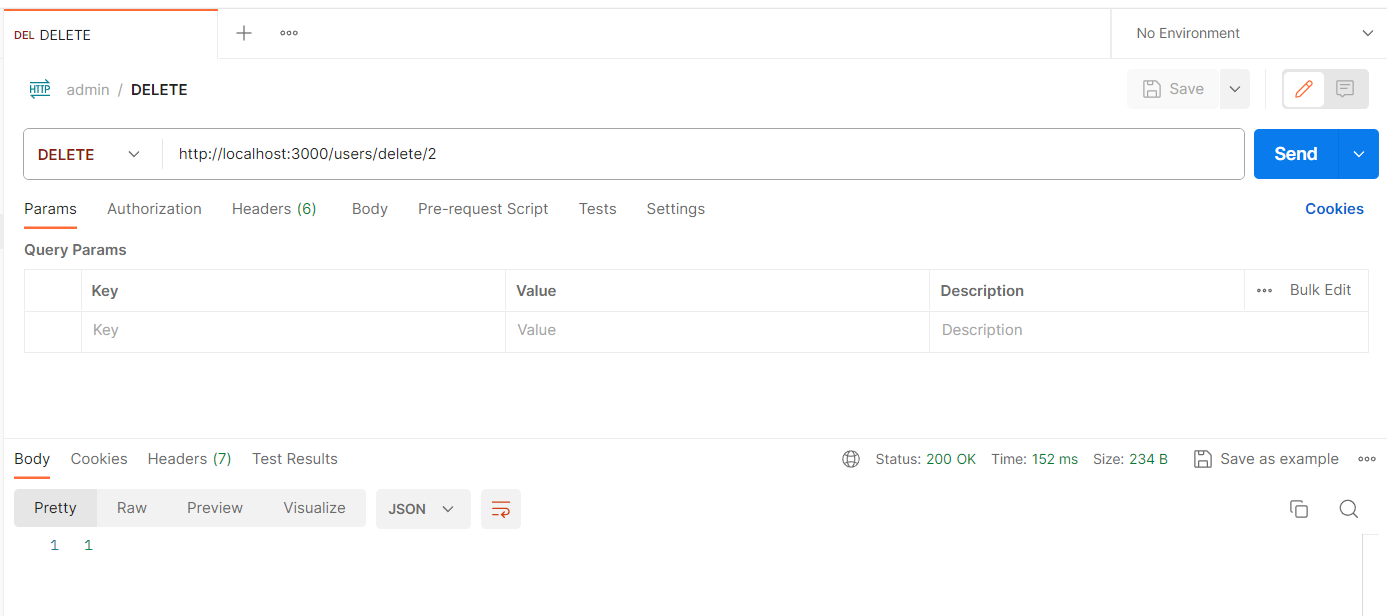 DEL DELETE
No Environment
HTTP admin / DELETE Save
DELETE http://localhost:3000/users/delete/2 Send
Params Authorization Headers (6) Body Pre-request Script Tests Settings Cookies
Query Params
Key Value Description Bulk Edit
Key Value Description
Body Cookies Headers (7) Test Results Status: 200 OK Time: 152 ms Size: 234 B Save as example
Pretty Raw Preview Visualize JSON
1 1